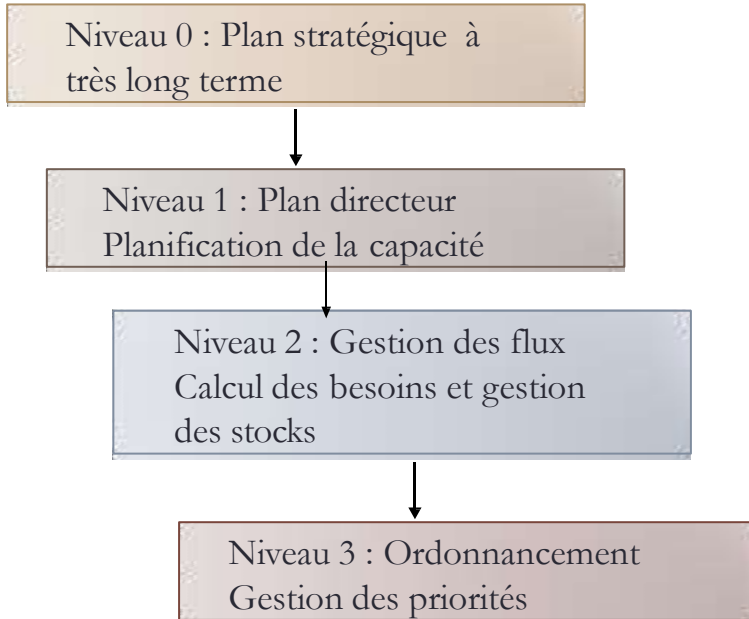 Niveau 0 : Plan stratégique à
très long terme
Niveau 1 : Plan directeur
Planification de la capacité
Niveau 2 : Gestion des flux
Calcul des besoins et gestion
des stocks
Niveau 3 : Ordonnancement
Gestion des priorités